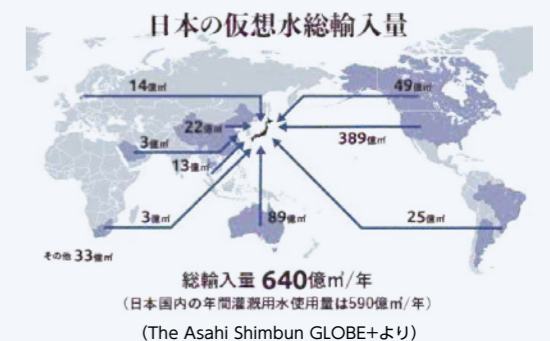 日本の仮想水総輸入量
14億㎥
49億㎥
22億㎥
3億㎥
389億㎥
13億㎥
3億㎥
89億㎥
25億㎥
その他 33億㎥
総輸入量 640億㎥/年
（日本国内の年間灌漑用水使用量は590億㎥/年）
（The Asahi Shimbun GLOBE+より）